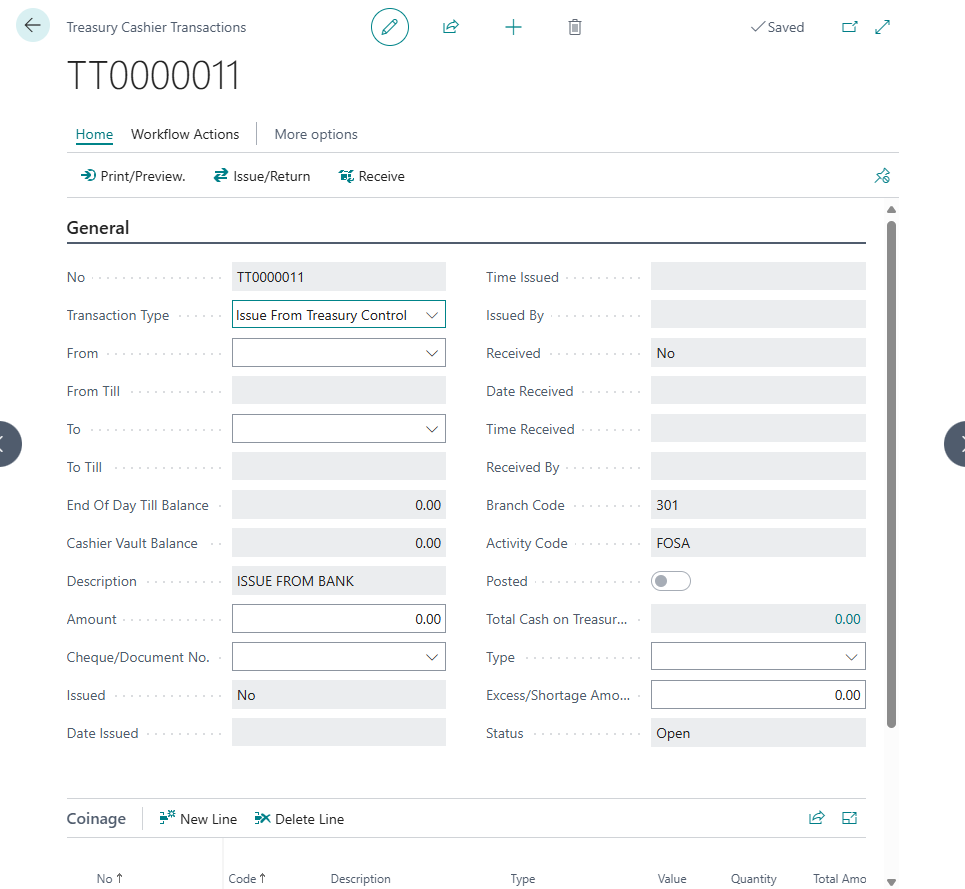 Treasury Cashier Transactions
Saved
TT0000011
Home Workflow Actions More options
Print/Preview. Issue/Return Receive
General
No TT0000011
Transaction Type Issue From Treasury Control
From
From Till
To
To Till
End Of Day Till Balance 0.00
Cashier Vault Balance 0.00
Description ISSUE FROM BANK
Amount 0.00
Cheque/Document No.
Issued No
Date Issued
Time Issued
Issued By
Received No
Date Received
Time Received
Received By
Branch Code 301
Activity Code FOSA
Posted
Total Cash on Treasur... 0.00
Type
Excess/Shortage Amo... 0.00
Status Open
Coinage New Line Delete Line
No ↑ Code ↑ Description Type Value Quantity Total Amo